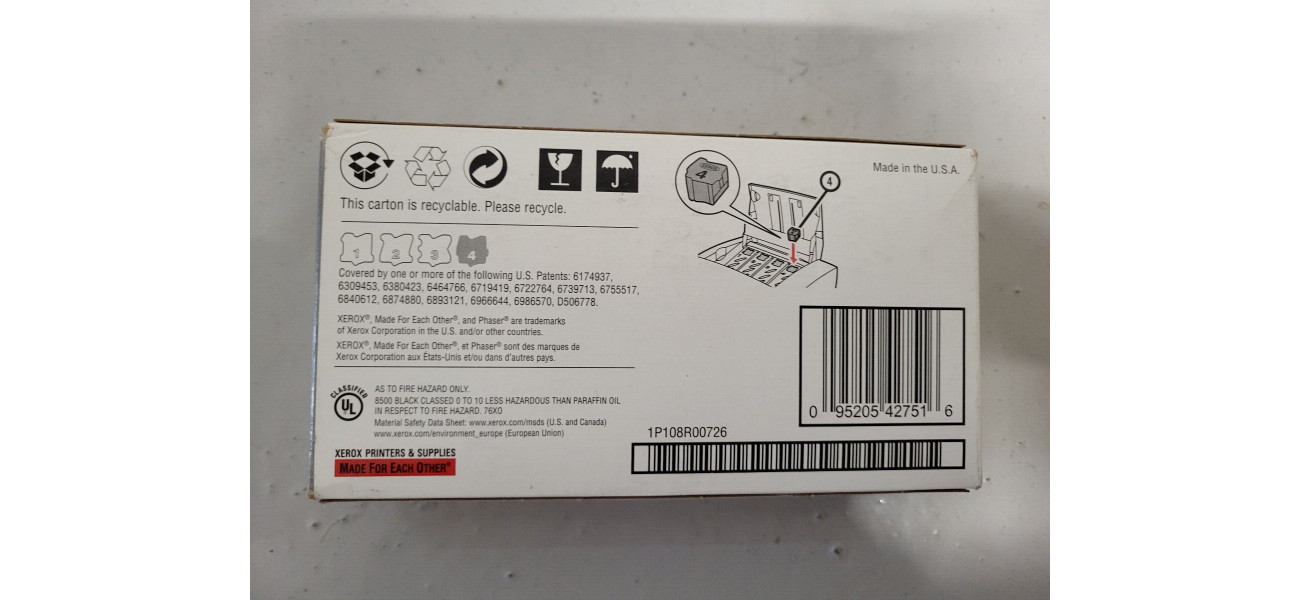 This carton is recyclable. Please recycle.
1 2 3 4
Covered by one or more of the following U.S. Patents: 6174937,
6309453, 6380423, 6464766, 6719419, 6722764, 6739713, 6755517,
6840612, 6874880, 6893121, 6966644, 6986570, D506778.
XEROX®, Made For Each Other®, and Phaser® are trademarks
of Xerox Corporation in the U.S. and/or other countries.
XEROX®, Made For Each Other®, et Phaser® sont des marques de
Xerox Corporation aux États-Unis et/ou dans d'autres pays.
CLASSIFIED
UL
AS TO FIRE HAZARD ONLY.
8500 BLACK CLASSED 0 TO 10 LESS HAZARDOUS THAN PARAFFIN OIL
IN RESPECT TO FIRE HAZARD. 76X0
Material Safety Data Sheet: www.xerox.com/msds (U.S. and Canada)
www.xerox.com/environment_europe (European Union)
XEROX PRINTERS & SUPPLIES
MADE FOR EACH OTHER®
4
4
Made in the U.S.A.
0 95205 42751 6
1P108R00726